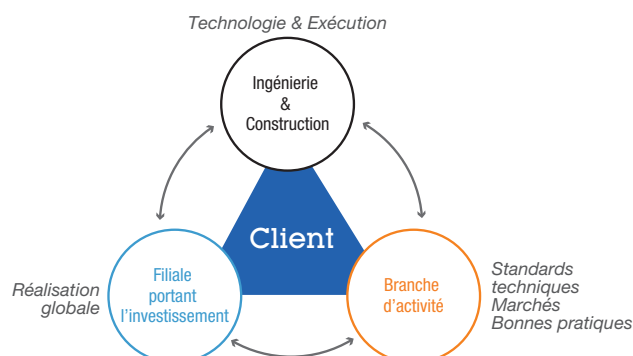 Technologie & Exécution
Ingénierie
&
Construction
Client
Réalisation
globale
Filiale
portant
l'investissement
Branche
d'activité
Standards
techniques
Marchés
Bonnes pratiques